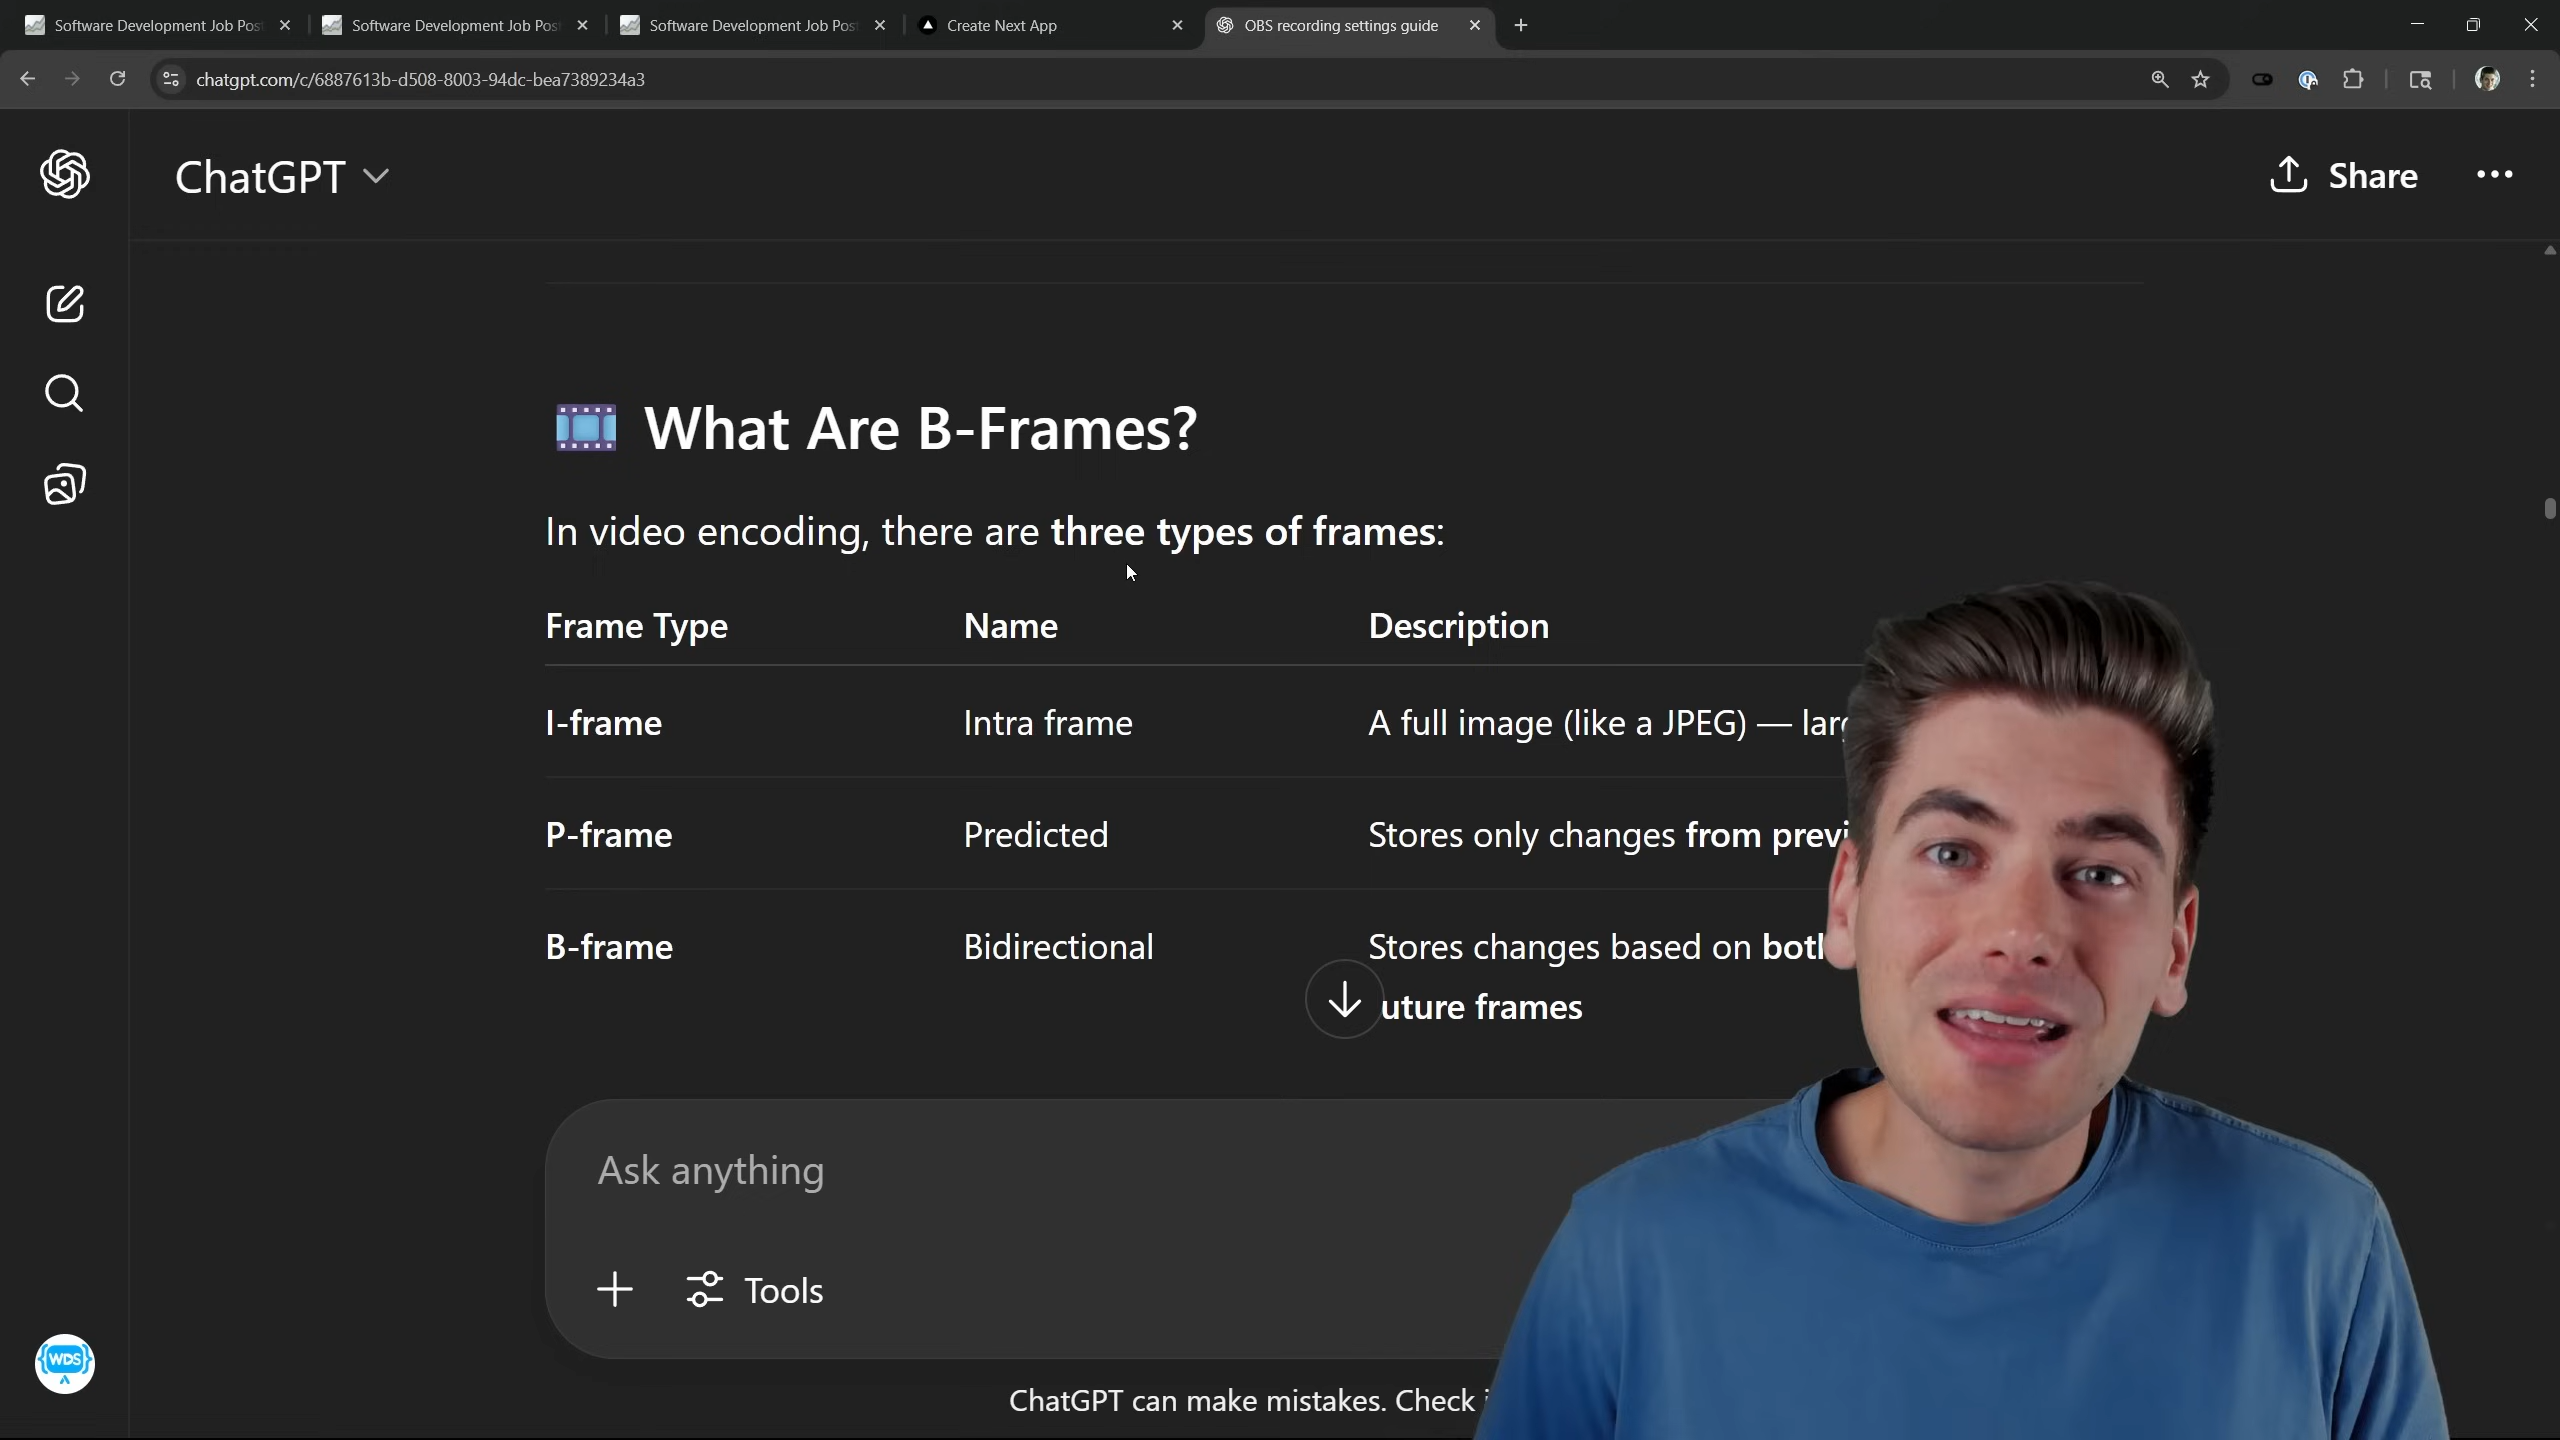 Software Development Job Pos
Software Development Job Pos
Software Development Job Pos
Create Next App
OBS recording settings guide
chatgpt.com/c/6887613b-d508-8003-94dc-bea7389234a3
ChatGPT
Share
What Are B-Frames?
In video encoding, there are three types of frames:
Frame Type Name Description
I-frame Intra frame A full image (like a JPEG) —
P-frame Predicted Stores only changes from
B-frame Bidirectional Stores changes based on
uture frames
Ask anything
Tools
WDS
ChatGPT can make mistakes. Check